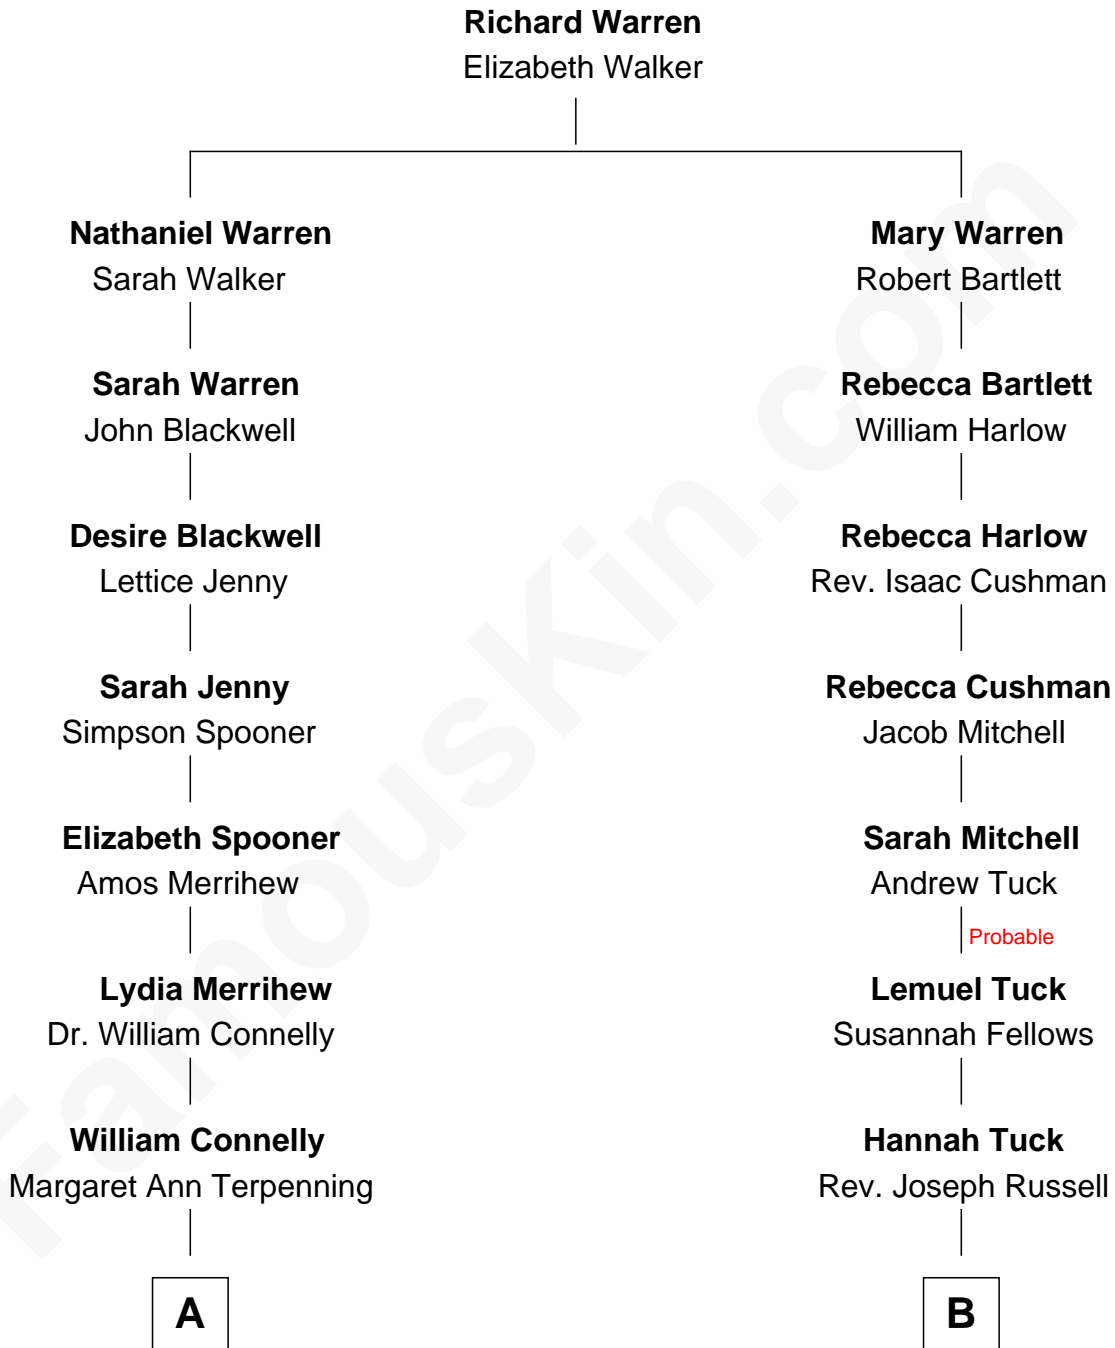 Richard Warren
Elizabeth Walker
Nathaniel Warren
Sarah Walker
Sarah Warren
John Blackwell
Desire Blackwell
Lettice Jenny
Sarah Jenny
Simpson Spooner
Elizabeth Spooner
Amos Merrihew
Lydia Merrihew
Dr. William Connelly
William Connelly
Margaret Ann Terpenning
A
Mary Warren
Robert Bartlett
Rebecca Bartlett
William Harlow
Rebecca Harlow
Rev. Isaac Cushman
Rebecca Cushman
Jacob Mitchell
Sarah Mitchell
Andrew Tuck
Probable
Lemuel Tuck
Susannah Fellows
Hannah Tuck
Rev. Joseph Russell
B
FamousKin.com